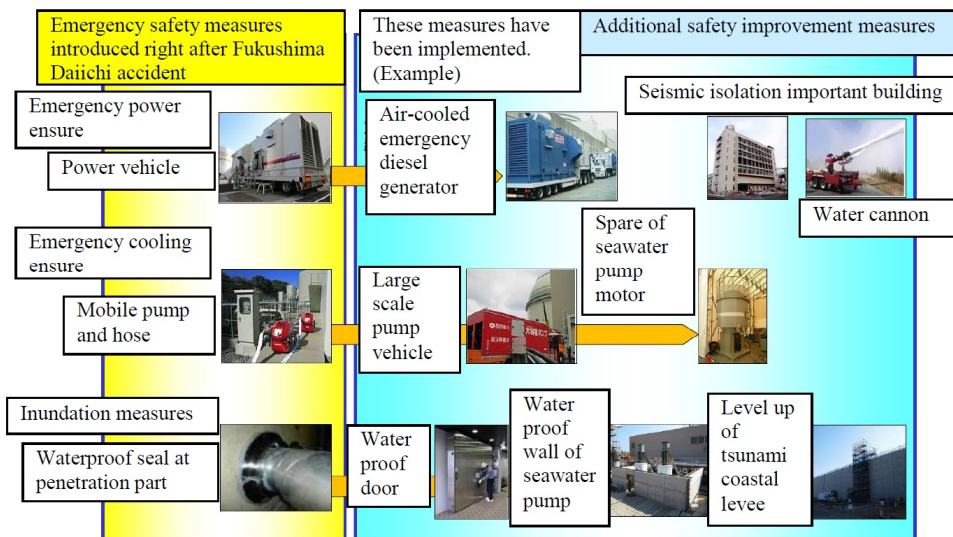 Emergency safety measures
introduced right after Fukushima
Daiichi accident
These measures have
been implemented.
(Example)
Additional safety improvement measures
Emergency power
ensure
Power vehicle
Air-cooled
emergency
diesel
generator
Seismic isolation important building
Water cannon
Emergency cooling
ensure
Mobile pump
and hose
Large
scale
pump
vehicle
Spare of
seawater
pump
motor
Inundation measures
Waterproof seal at
penetration part
Water
proof
door
Water
proof
wall of
seawater
pump
Level up
of
tsunami
coastal
levee